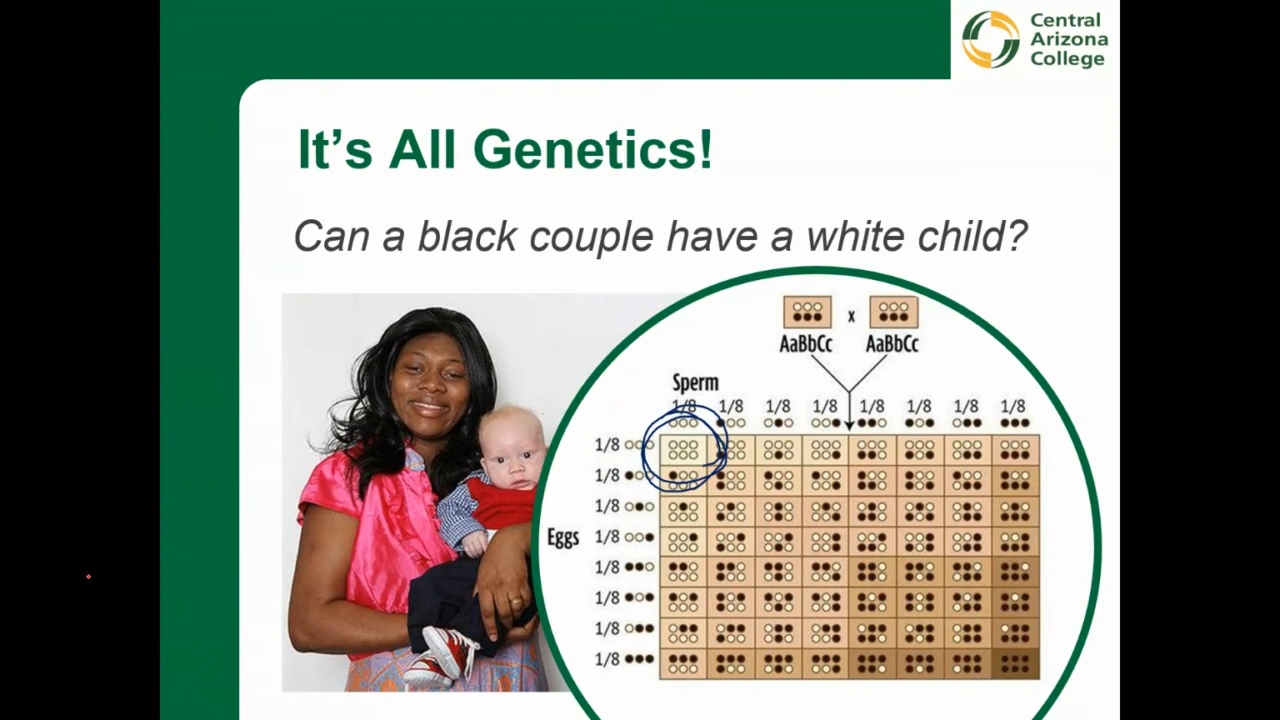 Central
Arizona
College
It's All Genetics!
Can a black couple have a white child?
x
AaBbCc AaBbCc
Sperm
1/8 1/8 1/8 1/8 1/8 1/8 1/8 1/8
1/8
1/8
1/8
Eggs 1/8
1/8
1/8
1/8
1/8